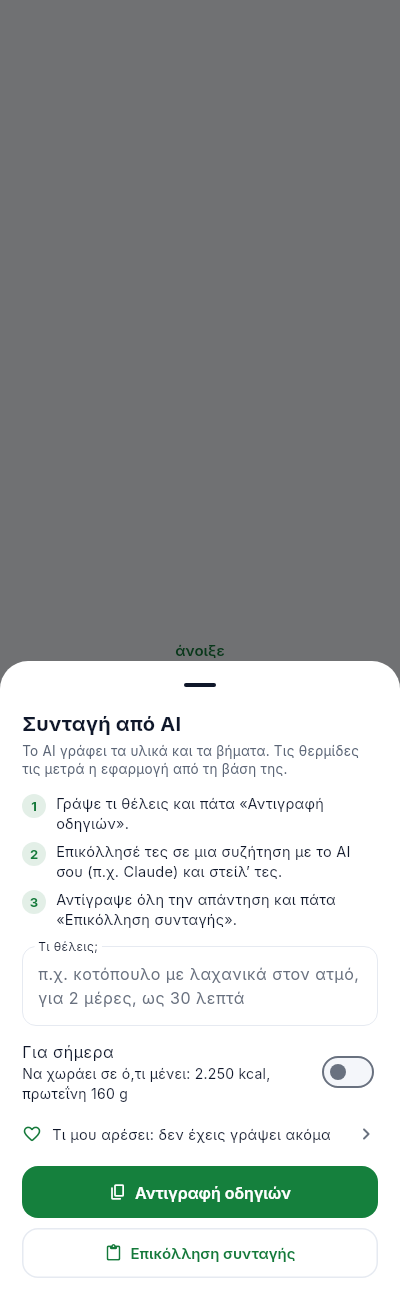 άνοιξε
Συνταγή από AI
Το AI γράφει τα υλικά και τα βήματα. Τις θερμίδες
τις μετρά η εφαρμογή από τη βάση της.
1 Γράψε τι θέλεις και πάτα «Αντιγραφή
οδηγιών».
2 Επικόλλησέ τες σε μια συζήτηση με το AI
σου (π.χ. Claude) και στείλ’ τες.
3 Αντίγραψε όλη την απάντηση και πάτα
«Επικόλληση συνταγής».
Τι θέλεις;
π.χ. κοτόπουλο με λαχανικά στον ατμό,
για 2 μέρες, ως 30 λεπτά
Για σήμερα
Να χωράει σε ό,τι μένει: 2.250 kcal,
πρωτεΐνη 160 g
Τι μου αρέσει: δεν έχεις γράψει ακόμα
Αντιγραφή οδηγιών
Επικόλληση συνταγής